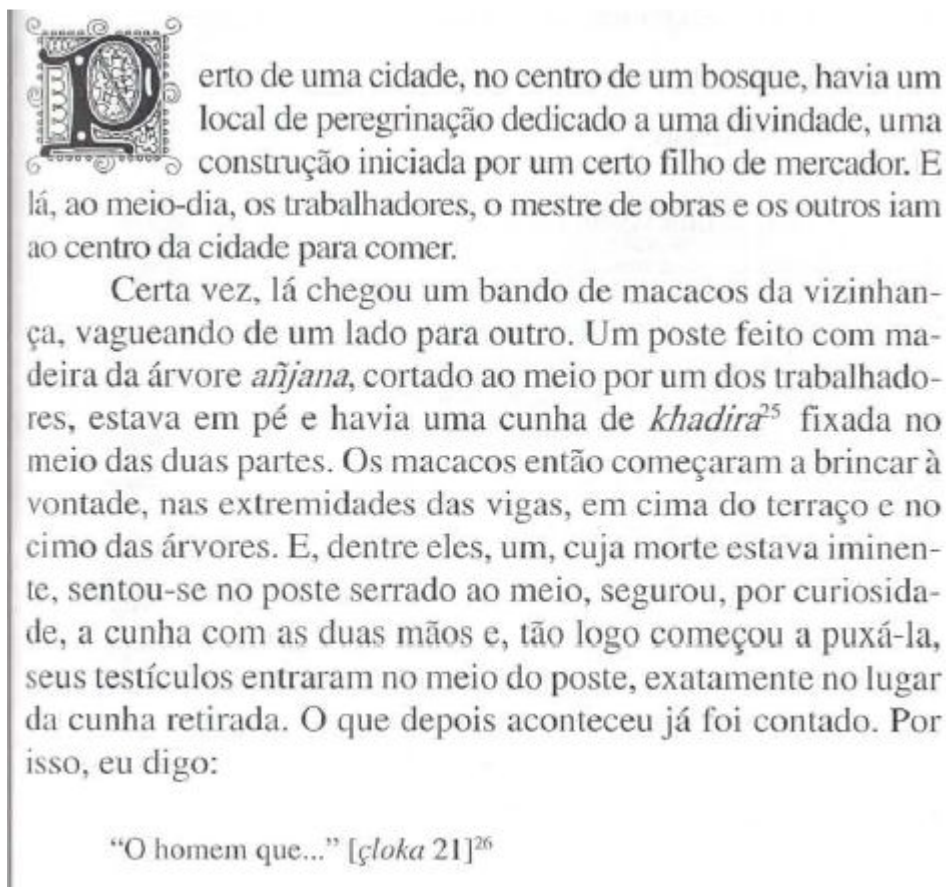 Perto de uma cidade, no centro de um bosque, havia um
local de peregrinação dedicado a uma divindade, uma
construção iniciada por um certo filho de mercador. E
lá, ao meio-dia, os trabalhadores, o mestre de obras e os outros iam
ao centro da cidade para comer.
Certa vez, lá chegou um bando de macacos da vizinhan-
ça, vagueando de um lado para outro. Um poste feito com ma-
deira da árvore añjana, cortado ao meio por um dos trabalhado-
res, estava em pé e havia uma cunha de khadira²⁵ fixada no
meio das duas partes. Os macacos então começaram a brincar à
vontade, nas extremidades das vigas, em cima do terraço e no
cimo das árvores. E, dentre eles, um, cuja morte estava iminen-
te, sentou-se no poste serrado ao meio, segurou, por curiosida-
de, a cunha com as duas mãos e, tão logo começou a puxá-la,
seus testículos entraram no meio do poste, exatamente no lugar
da cunha retirada. O que depois aconteceu já foi contado. Por
isso, eu digo:
“O homem que...” [çloka 21]²⁶